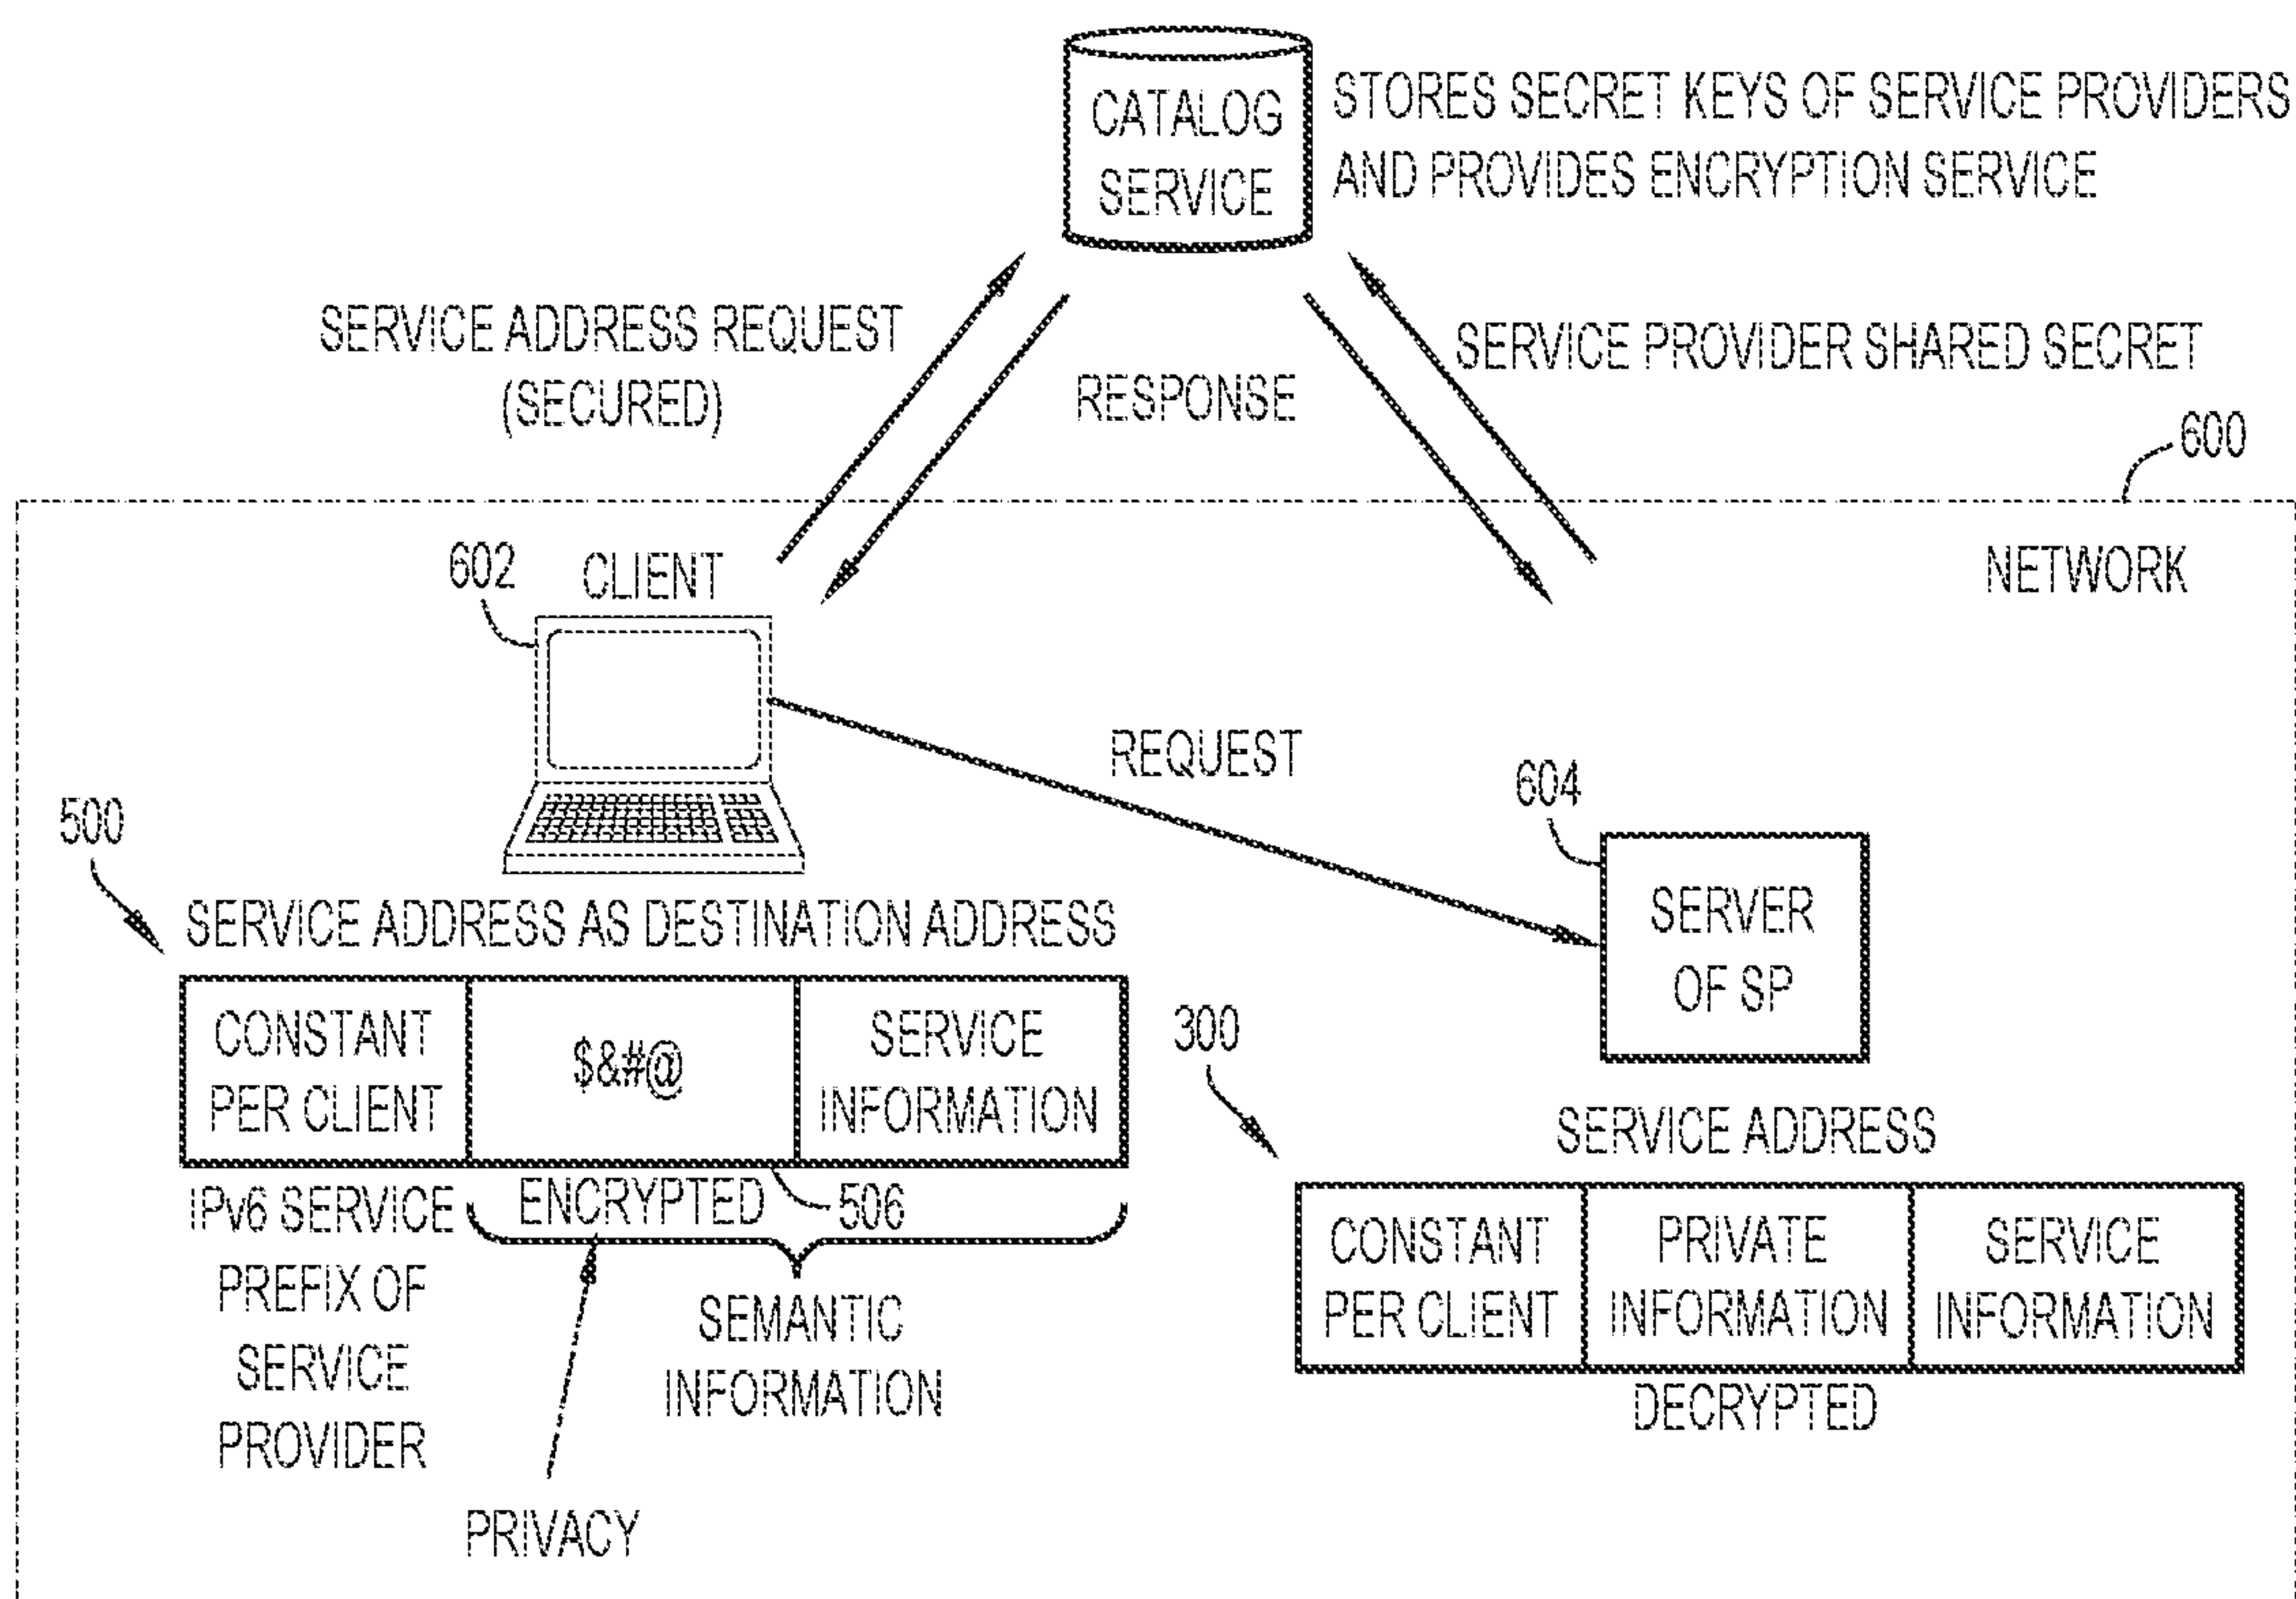 CATALOG
SERVICE
STORES SECRET KEYS OF SERVICE PROVIDERS
AND PROVIDES ENCRYPTION SERVICE
SERVICE ADDRESS REQUEST
(SECURED)
RESPONSE
SERVICE PROVIDER SHARED SECRET
600
NETWORK
602
CLIENT
REQUEST
604
SERVER
OF SP
500
SERVICE ADDRESS AS DESTINATION ADDRESS
CONSTANT
PER CLIENT
$&#@
SERVICE
INFORMATION
IPv6 SERVICE
PREFIX OF
SERVICE
PROVIDER
ENCRYPTED
506
SEMANTIC
INFORMATION
PRIVACY
300
SERVICE ADDRESS
CONSTANT
PER CLIENT
PRIVATE
INFORMATION
SERVICE
INFORMATION
DECRYPTED